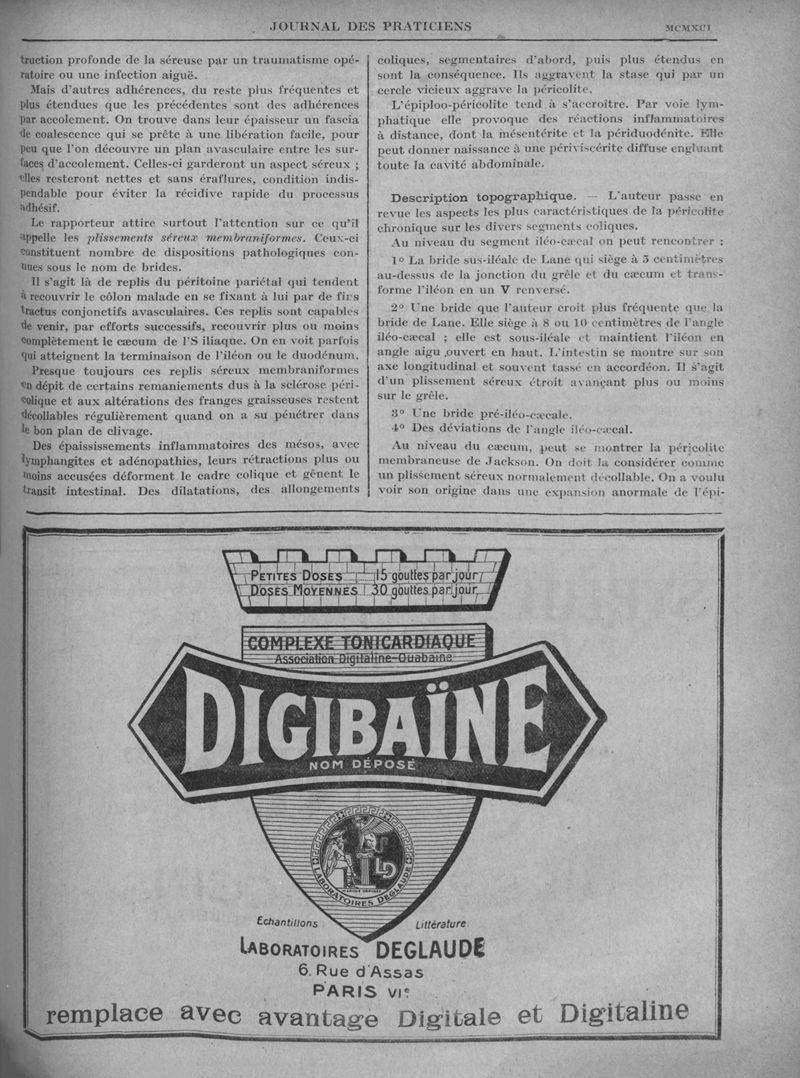 JOURNAL DES PRATICIENS
MCMXCI
truction profonde de la séreuse par un traumatisme opé-
ratoire ou une infection aiguë.
Mais d'autres adhérences, du reste plus fréquentes et
plus étendues que les précédentes sont des adhérences
par accolement. On trouve dans leur épaisseur un fascia
de coalescence qui se prête à une libération facile, pour
peu que l'on découvre un plan avasculaire entre les sur-
faces d'accolement. Celles-ci garderont un aspect séreux ;
elles resteront nettes et sans éraflures, condition indis-
pendable pour éviter la récidive rapide du processus
adhésif.
Le rapporteur attire surtout l'attention sur ce qu'il
appelle les plissements séreux membraniformes. Ceux-ci
constituent nombre de dispositions pathologiques con-
nues sous le nom de brides.
Il s'agit là de replis du péritoine pariétal qui tendent
à recouvrir le côlon malade en se fixant à lui par de fins
tractus conjonctifs avasculaires. Ces replis sont capables
de venir, par efforts successifs, recouvrir plus ou moins
complètement le cæcum de l'S iliaque. On en voit parfois
qui atteignent la terminaison de l'iléon ou le duodénum.
Presque toujours ces replis séreux membraniformes
en dépit de certains remaniements dus à la sclérose péri-
colique et aux altérations des franges graisseuses restent
décollables régulièrement quand on a su pénétrer dans
le bon plan de clivage.
Des épaississements inflammatoires des mésos, avec
lymphangites et adénopathies, leurs rétractions plus ou
moins accusées déforment le cadre colique et gênent le
transit intestinal. Des dilatations, des allongements
coliques, segmentaires d'abord, puis plus étendus en
sont la conséquence. Ils aggravent la stase qui par un
cercle vicieux aggrave la péricolite.
L'épiploo-péricolite tend à s'accroître. Par voie lym-
phatique elle provoque des réactions inflammatoires
à distance, dont la mésentérite et la périduodénite. Elle
peut donner naissance à une périviscérite diffuse engluant
toute la cavité abdominale.
Description topographique. — L'auteur passe en
revue les aspects les plus caractéristiques de la péricolite
chronique sur les divers segments coliques.
Au niveau du segment iléo-cæcal on peut rencontrer :
1° La bride sus-iléale de Lane qui siège à 5 centimètres
au-dessus de la jonction du grêle et du cæcum et trans-
forme l'iléon en un V renversé.
2° Une bride que l'auteur croit plus fréquente que la
bride de Lane. Elle siège à 8 ou 10 centimètres de l'angle
iléo-cæcal ; elle est sous-iléale et maintient l'iléon en
angle aigu ouvert en haut. L'intestin se montre sur son
axe longitudinal et souvent tassé en accordéon. Il s'agit
d'un plissement séreux étroit avançant plus ou moins
sur le grêle.
3° Une bride pré-iléo-cæcale.
4° Des déviations de l'angle iléo-cæcal.
Au niveau du cæcum, peut se montrer la péricolite
membraneuse de Jackson. On doit la considérer comme
un plissement séreux normalement décollable. On a voulu
voir son origine dans une expansion anormale de l'épi-
PETITES DOSES 15 gouttes par jour
DOSES MOYENNES 30 gouttes par jour
COMPLEXE TONICARDIAQUE
Association Digitaline-Ouabaïne
DIGIBAÏNE
NOM DÉPOSÉ
LD
LABORATOIRES DEGLAUDE
Echantillons
Littérature
LABORATOIRES DEGLAUDE
6. Rue d'Assas
PARIS VIe
remplace avec avantage Digitale et Digitaline